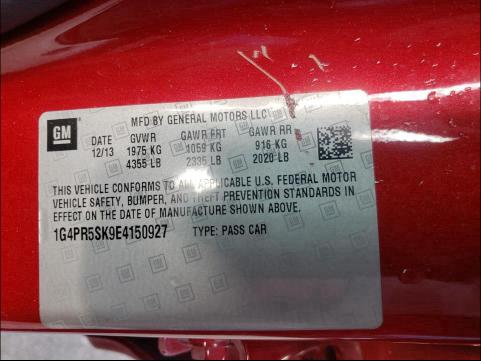 GM
MFD BY GENERAL MOTORS LLC
DATE GVWR GAWR FRT GAWR RR
12/13 1975 KG 1059 KG 916 KG
4355 LB 2335 LB 2020 LB
THIS VEHICLE CONFORMS TO ALL APPLICABLE U.S. FEDERAL MOTOR
VEHICLE SAFETY, BUMPER, AND THEFT PREVENTION STANDARDS IN
EFFECT ON THE DATE OF MANUFACTURE SHOWN ABOVE.
1G4PR5SK9E4150927 TYPE: PASS CAR